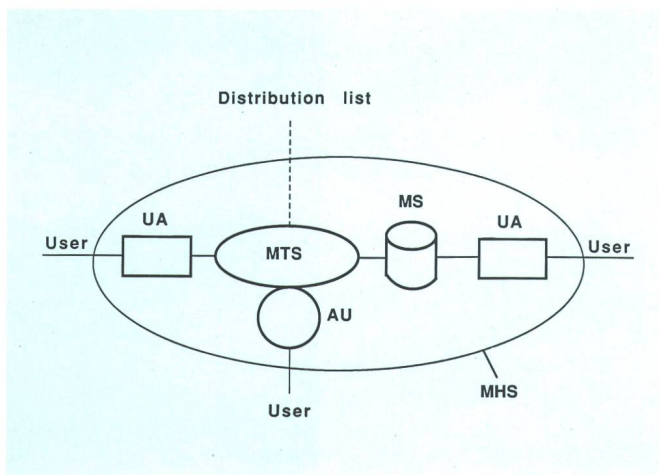 Distribution list
MS
UA
UA
User
MTS
User
AU
MHS
User